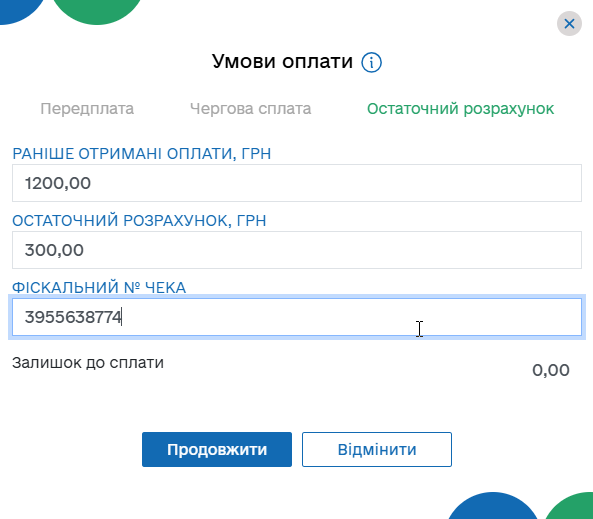 Умови оплати
Передплата Чергова сплата Остаточний розрахунок
РАНІШЕ ОТРИМАНІ ОПЛАТИ, ГРН
1200,00
ОСТАТОЧНИЙ РОЗРАХУНОК, ГРН
300,00
ФІСКАЛЬНИЙ № ЧЕКА
3955638774
Залишок до сплати 0,00
Продовжити Відмінити